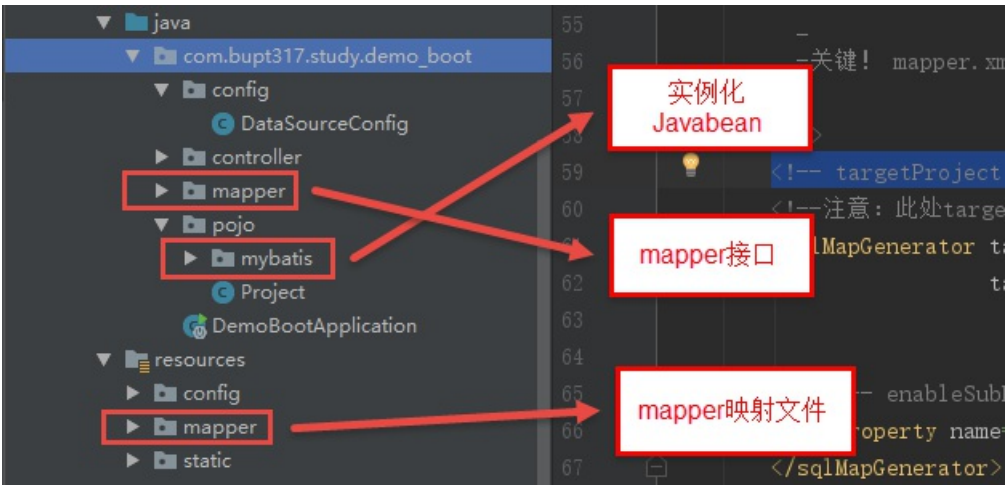 java
com.bupt317.study.demo_boot
config
DataSourceConfig
controller
mapper
pojo
mybatis
Project
DemoBootApplication
resources
config
mapper
static
55
56
关键! mapper.xm
57
58
59
<!-- targetProject
60
<!--注意: 此处targe
lMapGenerator ta
62
ta
63
64
65
-- enableSubP
66
roperty name=
67
</sqlMapGenerator>
实例化
Javabean
mapper接口
mapper映射文件